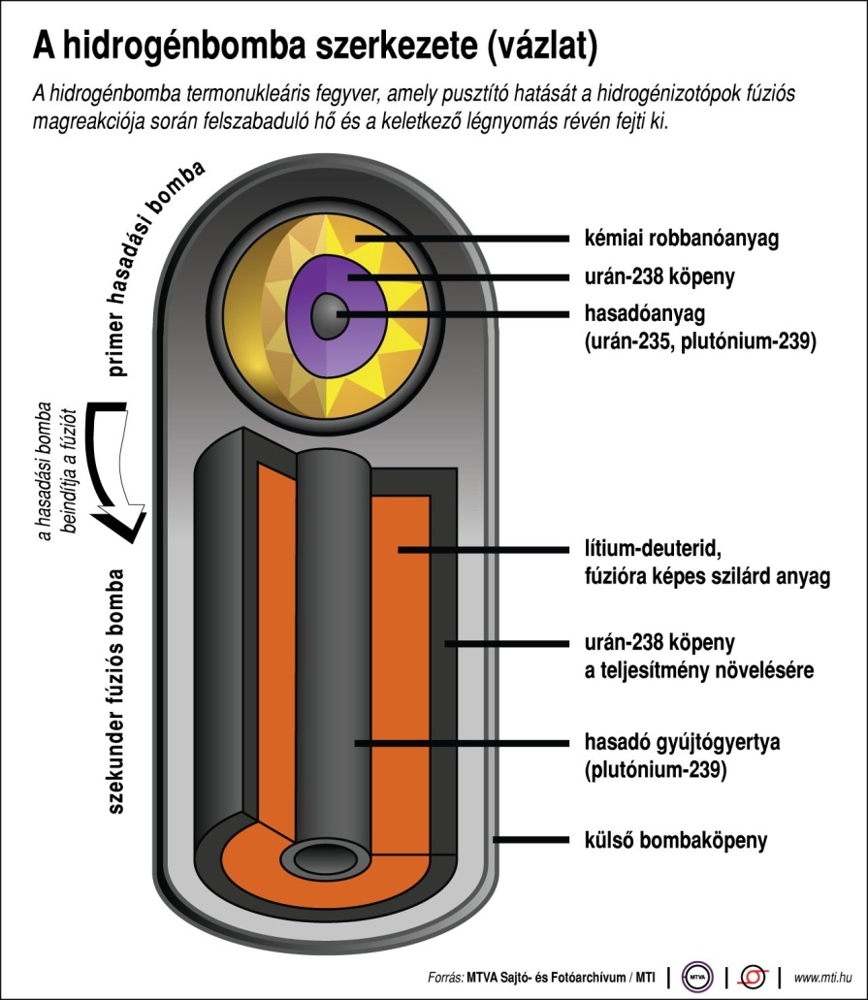 A hidrogénbomba szerkezete (vázlat)
A hidrogénbomba termonukleáris fegyver, amely pusztító hatását a hidrogénizotópok fúziós
magreakciója során felszabaduló hő és a keletkező légnyomás révén fejti ki.
primer hasadási bomba
kémiai robbanóanyag
urán-238 köpeny
hasadóanyag
(urán-235, plutónium-239)
a hasadási bomba
beindítja a fúziót
szekunder fúziós bomba
lítium-deuterid,
fúzióra képes szilárd anyag
urán-238 köpeny
a teljesítmény növelésére
hasadó gyújtógyertya
(plutónium-239)
külső bombaköpeny
Forrás: MTVA Sajtó- és Fotóarchívum / MTI
MTVA
www.mti.hu